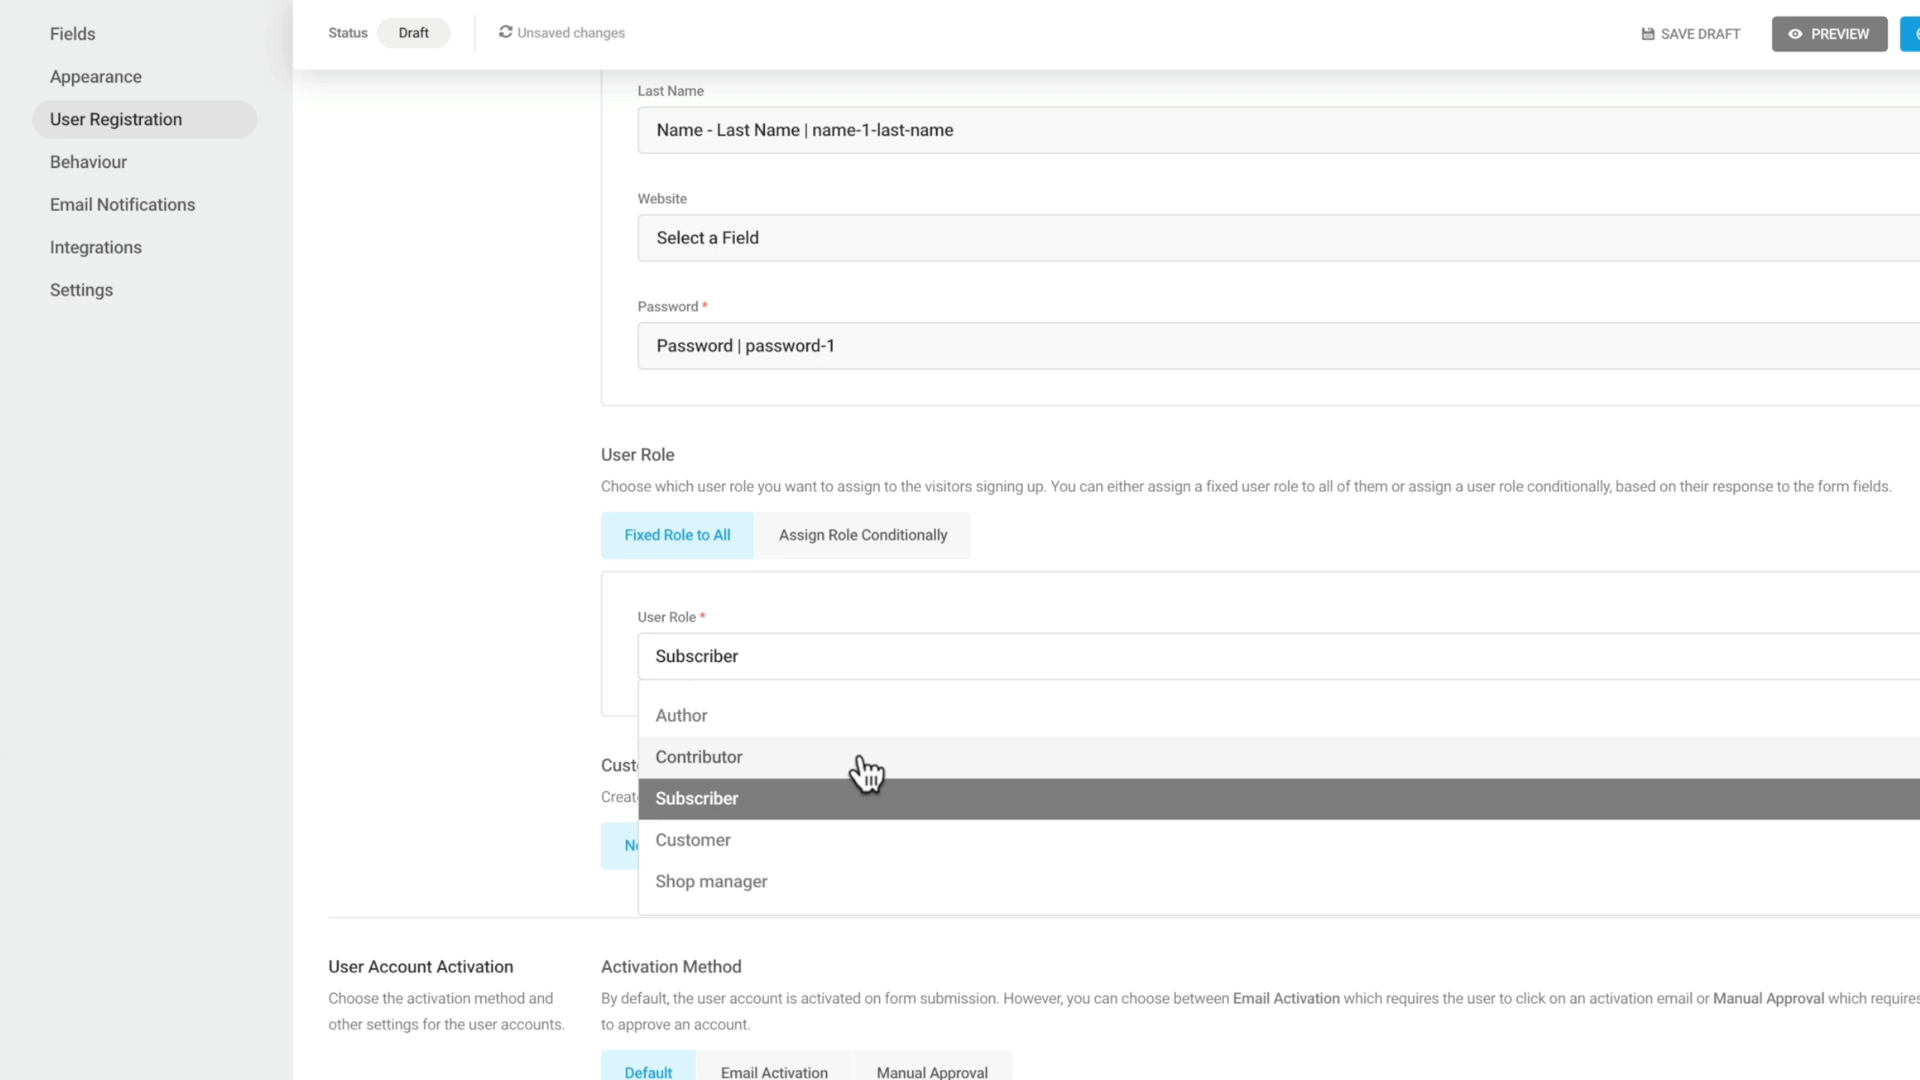 Fields
Appearance
User Registration
Behaviour
Email Notifications
Integrations
Settings
Status Draft Unsaved changes SAVE DRAFT PREVIEW
Last Name
Name - Last Name | name-1-last-name
Website
Select a Field
Password *
Password | password-1
User Role
Choose which user role you want to assign to the visitors signing up. You can either assign a fixed user role to all of them or assign a user role conditionally, based on their response to the form fields.
Fixed Role to All Assign Role Conditionally
User Role *
Subscriber
Author
Contributor
Subscriber
Customer
Shop manager
User Account Activation
Choose the activation method and
other settings for the user accounts.
Activation Method
By default, the user account is activated on form submission. However, you can choose between Email Activation which requires the user to click on an activation email or Manual Approval which requires
to approve an account.
Default Email Activation Manual Approval